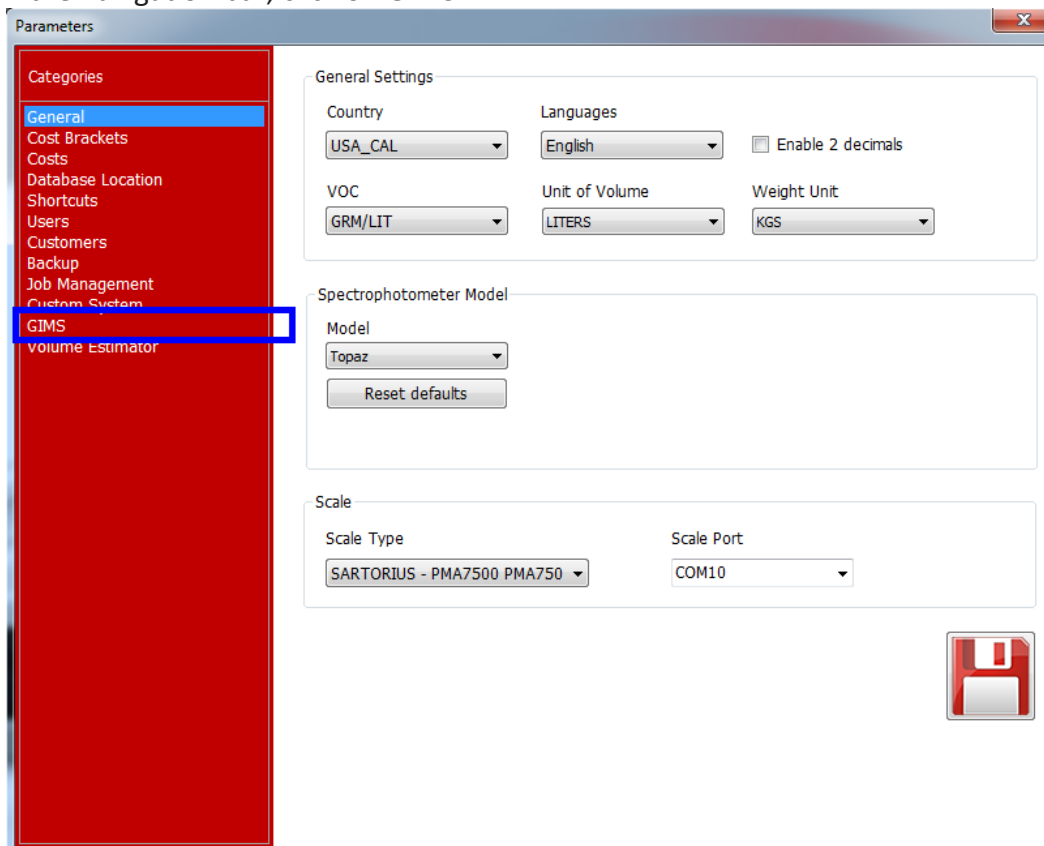 Parameters
Categories
General
Cost Brackets
Costs
Database Location
Shortcuts
Users
Customers
Backup
Job Management
Custom System
GIMS
Volume Estimator
General Settings
Country Languages
USA_CAL English Enable 2 decimals
VOC Unit of Volume Weight Unit
GRM/LIT LITERS KGS
Spectrophotometer Model
Model
Topaz
Reset defaults
Scale
Scale Type Scale Port
SARTORIUS - PMA7500 PMA750 COM10